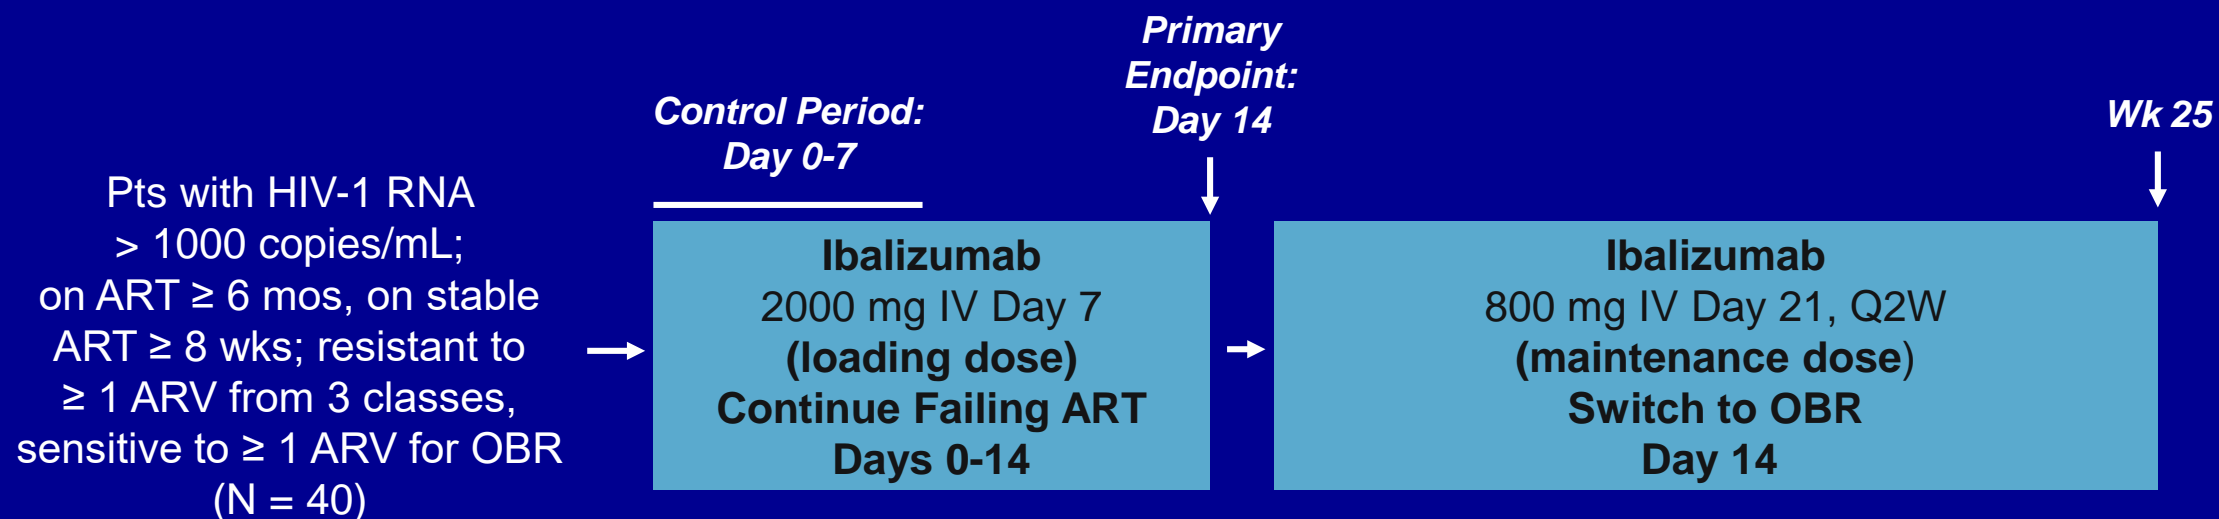 Pts with HIV-1 RNA
> 1000 copies/mL;
on ART ≥ 6 mos, on stable
ART ≥ 8 wks; resistant to
≥ 1 ARV from 3 classes,
sensitive to ≥ 1 ARV for OBR
(N = 40)
Control Period:
Day 0-7
Ibalizumab
2000 mg IV Day 7
(loading dose)
Continue Failing ART
Days 0-14
Primary
Endpoint:
Day 14
Ibalizumab
800 mg IV Day 21, Q2W
(maintenance dose)
Switch to OBR
Day 14
Wk 25